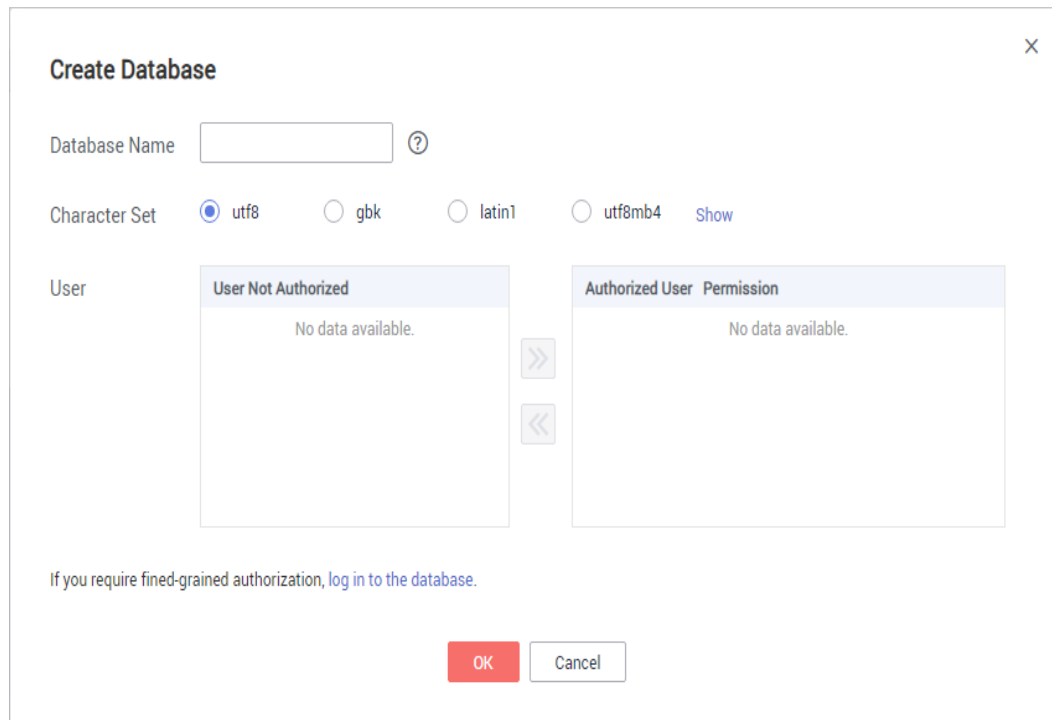 Create Database
Database Name
Character Set utf8 gbk latin1 utf8mb4 Show
User
User Not Authorized
No data available.
Authorized User Permission
No data available.
If you require fined-grained authorization, log in to the database.
OK Cancel